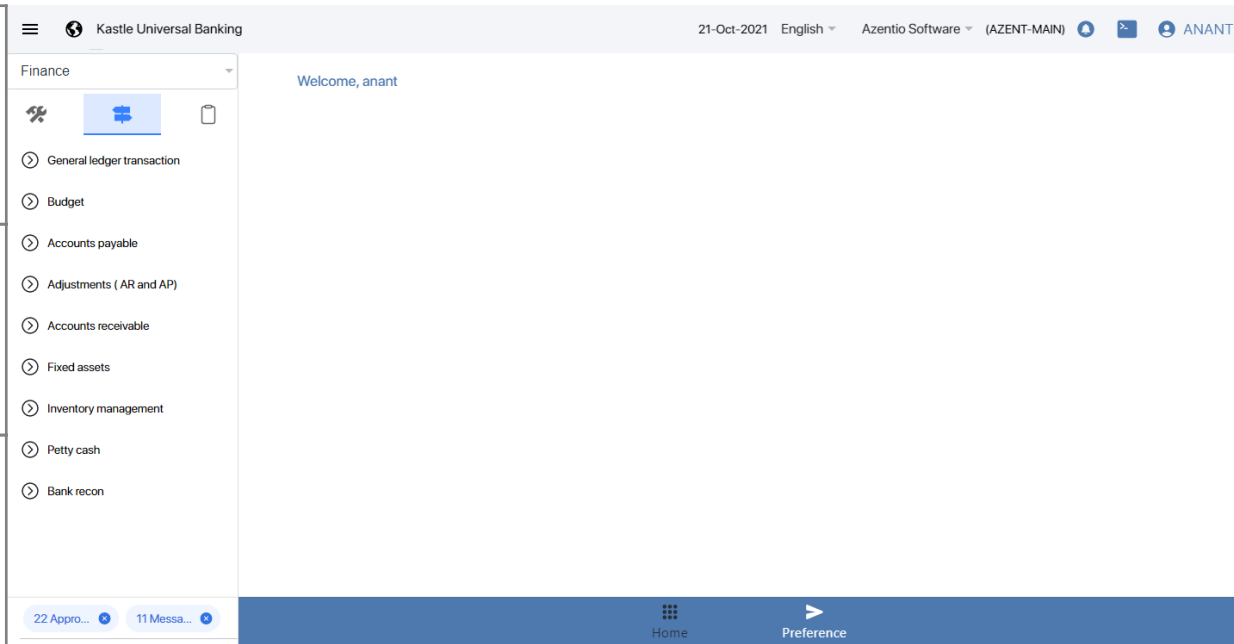 Kastle Universal Banking 21-Oct-2021 English Azentio Software (AZENT-MAIN) ANANT
Finance
Welcome, anant
General ledger transaction
Budget
Accounts payable
Adjustments ( AR and AP)
Accounts receivable
Fixed assets
Inventory management
Petty cash
Bank recon
22 Appro... 11 Messa...
Home Preference